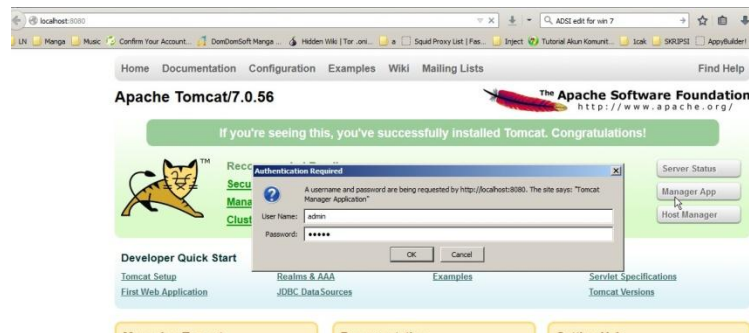 localhost:8080
ADSI edit for win 7
LN Manga Music Confirm Your Account... DomDomSoft Manga ... Hidden Wiki | Tor .oni... a Squid Proxy List | Fas... Inject Tutorial Akun Komunit... 1cak SKRIPSI AppyBuilder!
Home Documentation Configuration Examples Wiki Mailing Lists Find Help
Apache Tomcat/7.0.56
The Apache Software Foundation
http://www.apache.org/
If you're seeing this, you've successfully installed Tomcat. Congratulations!
TM
Secu
Mana
Clust
Authentication Required
A username and password are being requested by http://localhost:8080. The site says: "Tomcat
Manager Application"
User Name: admin
Password: •••••
OK Cancel
Server Status
Manager App
Host Manager
Developer Quick Start
Tomcat Setup
Realms & AAA
Examples
Servlet Specifications
First Web Application
JDBC DataSources
Tomcat Versions